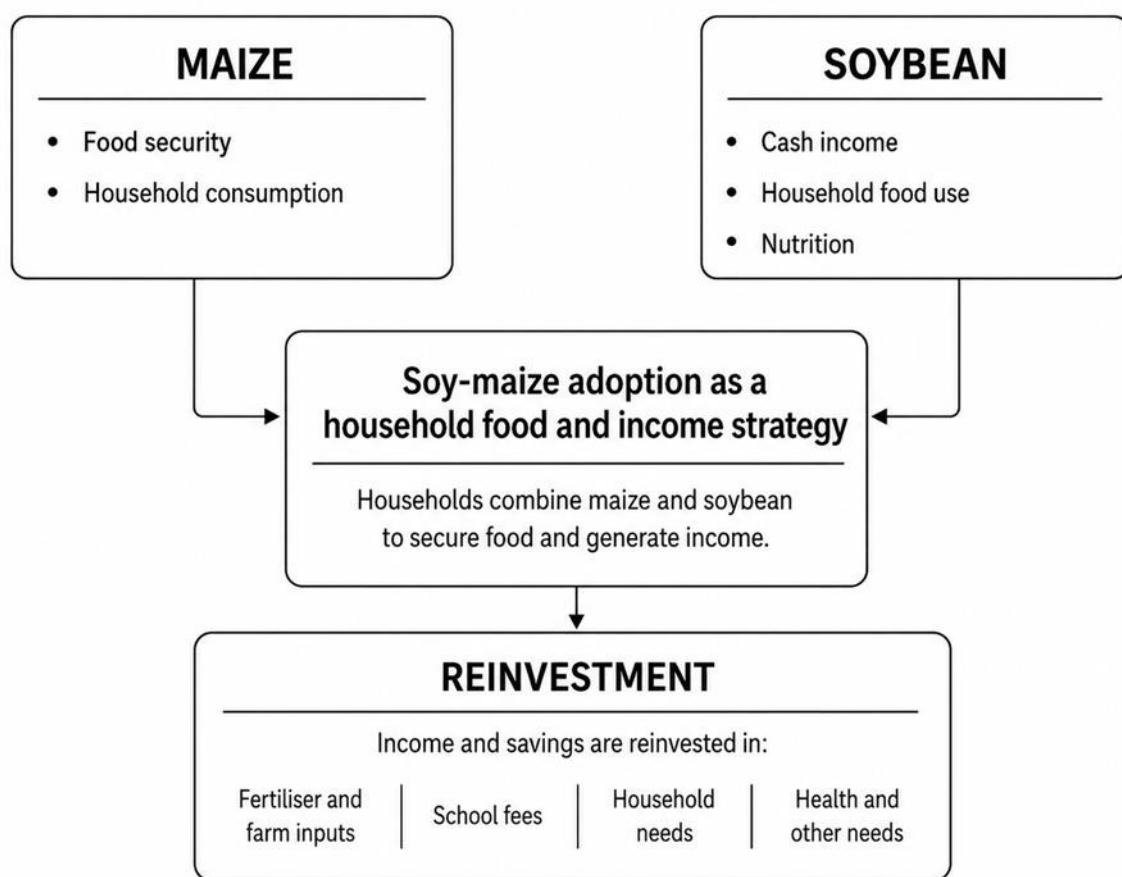 MAIZE
• Food security
• Household consumption
SOYBEAN
• Cash income
• Household food use
• Nutrition
Soy-maize adoption as a
household food and income strategy
Households combine maize and soybean
to secure food and generate income.
REINVESTMENT
Income and savings are reinvested in:
Fertiliser and
farm inputs
School fees
Household
needs
Health and
other needs